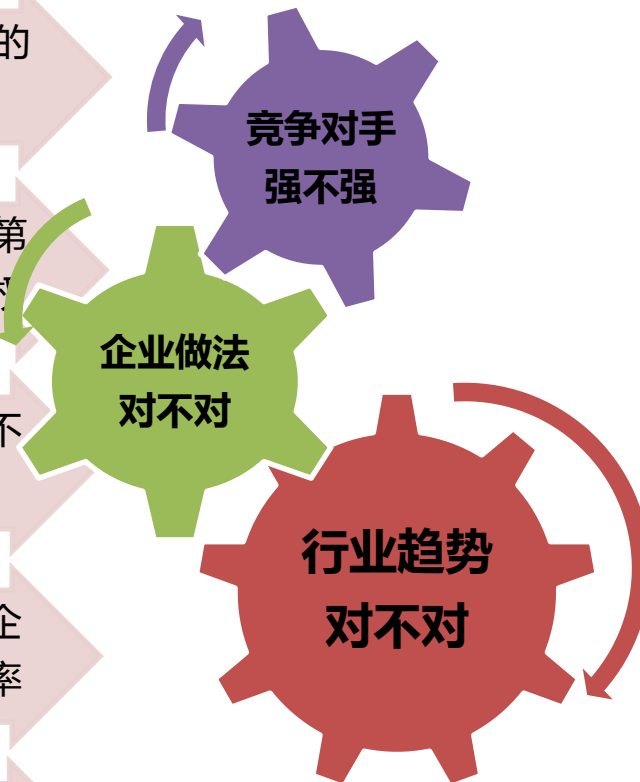 的
竞争对手
强不强
第
企业做法
对不对
不
行业趋势
对不对
企
率